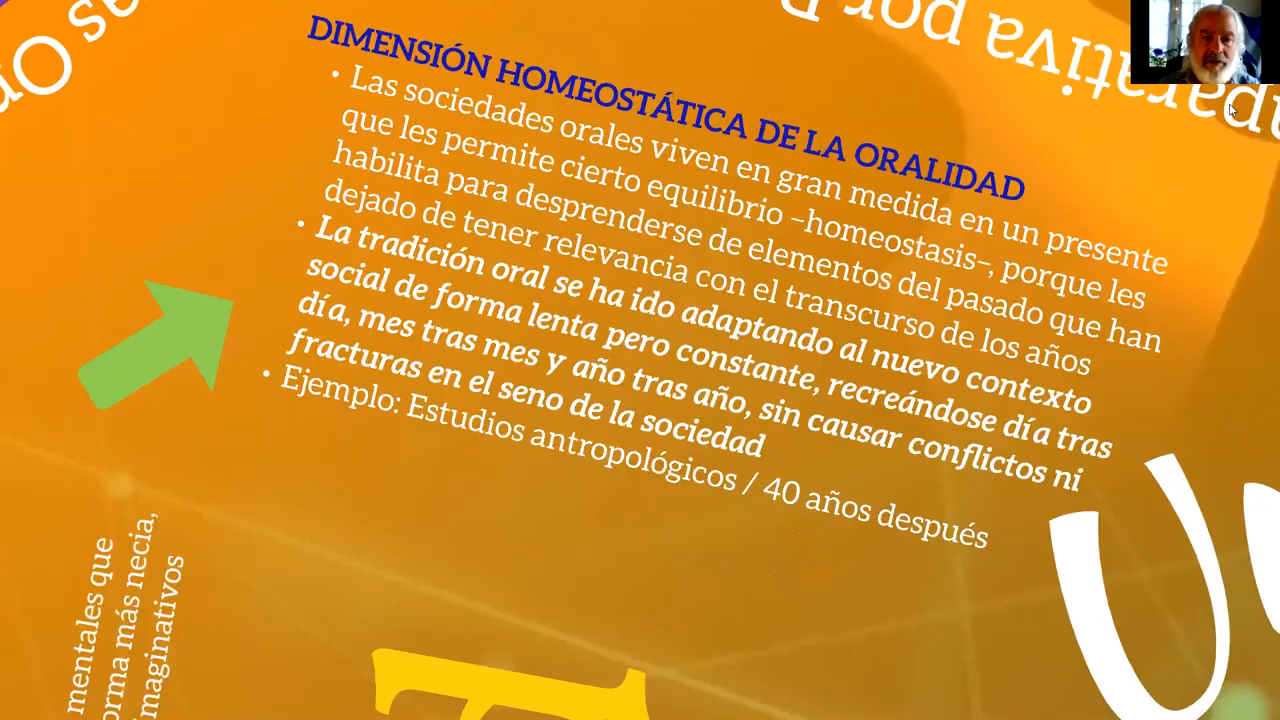 DIMENSIÓN HOMEOSTÁTICA DE LA ORALIDAD
• Las sociedades orales viven en gran medida en un presente
que les permite cierto equilibrio –homeostasis–, porque les
habilita para desprenderse de elementos del pasado que han
dejado de tener relevancia con el transcurso de los años
• La tradición oral se ha ido adaptando al nuevo contexto
social de forma lenta pero constante, recreándose día tras
día, mes tras mes y año tras año, sin causar conflictos ni
fracturas en el seno de la sociedad
• Ejemplo: Estudios antropológicos / 40 años después
mentales que
orma más necia,
imaginativos
por